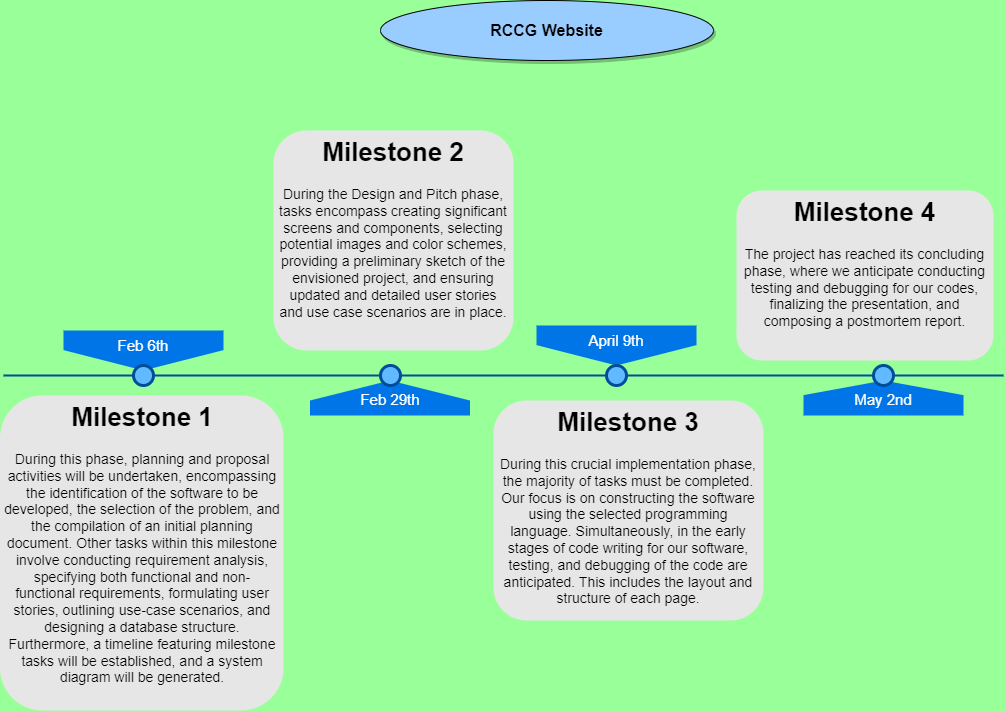 RCCG Website
Milestone 2
During the Design and Pitch phase,
tasks encompass creating significant
screens and components, selecting
potential images and color schemes,
providing a preliminary sketch of the
envisioned project, and ensuring
updated and detailed user stories
and use case scenarios are in place.
Milestone 4
The project has reached its concluding
phase, where we anticipate conducting
testing and debugging for our codes,
finalizing the presentation, and
composing a postmortem report.
Feb 6th
April 9th
Feb 29th
May 2nd
Milestone 1
During this phase, planning and proposal
activities will be undertaken, encompassing
the identification of the software to be
developed, the selection of the problem, and
the compilation of an initial planning
document. Other tasks within this milestone
involve conducting requirement analysis,
specifying both functional and non-
functional requirements, formulating user
stories, outlining use-case scenarios, and
designing a database structure.
Furthermore, a timeline featuring milestone
tasks will be established, and a system
diagram will be generated.
Milestone 3
During this crucial implementation phase,
the majority of tasks must be completed.
Our focus is on constructing the software
using the selected programming
language. Simultaneously, in the early
stages of code writing for our software,
testing, and debugging of the code are
anticipated. This includes the layout and
structure of each page.